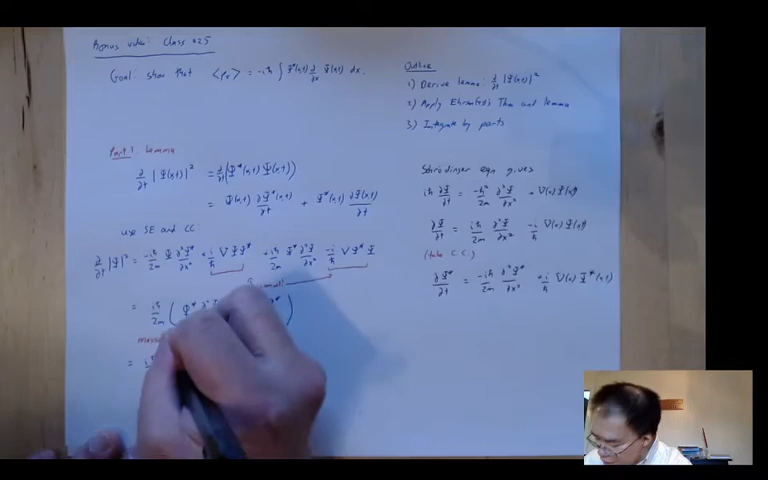 Bonus video: Class #25
Goal: show that <p_x> = -iħ ∫ Ψ*(x,t) ∂/∂x Ψ(x,t) dx.
Part 1: Lemma
∂/∂t |Ψ(x,t)|² = ∂/∂t (Ψ*(x,t) Ψ(x,t))
= Ψ(x,t) ∂Ψ*(x,t)/∂t + Ψ*(x,t) ∂Ψ(x,t)/∂t
use SE and CC
∂/∂t |Ψ|² = -iħ/2m Ψ ∂²Ψ*/∂x² + i/ħ V Ψ Ψ* + iħ/2m Ψ* ∂²Ψ/∂x² - i/ħ V Ψ* Ψ
= iħ/2m ( Ψ* ∂²
=
Outline
1) Derive lemma: ∂/∂t |Ψ(x,t)|²
2) Apply Ehrenfest's Thm and lemma
3) Integrate by parts
Schrödinger eqn gives
iħ ∂Ψ/∂t = -ħ²/2m ∂²Ψ/∂x² + V(x) Ψ(x,t)
∂Ψ/∂t = iħ/2m ∂²Ψ/∂x² - i/ħ V(x) Ψ(x,t)
(take C.C.)
∂Ψ*/∂t = -iħ/2m ∂²Ψ*/∂x² + i/ħ V(x) Ψ*(x,t)